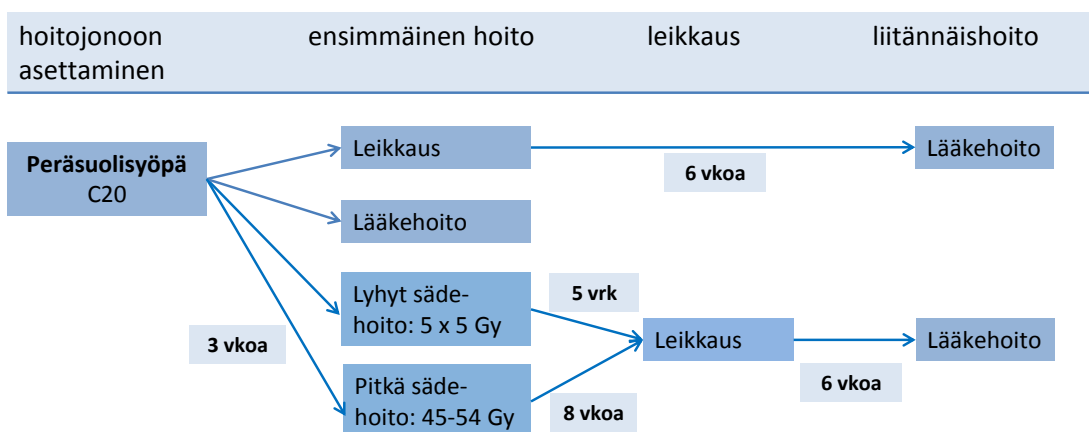 hoitojonoon
asettaminen
ensimmäinen hoito
leikkaus
liitännäishoito
Peräsuolisyöpä
C20
Leikkaus
6 vkoa
Lääkehoito
Lääkehoito
Lyhyt säde-
hoito: 5 x 5 Gy
5 vrk
3 vkoa
Leikkaus
Lääkehoito
6 vkoa
Pitkä säde-
hoito: 45-54 Gy
8 vkoa